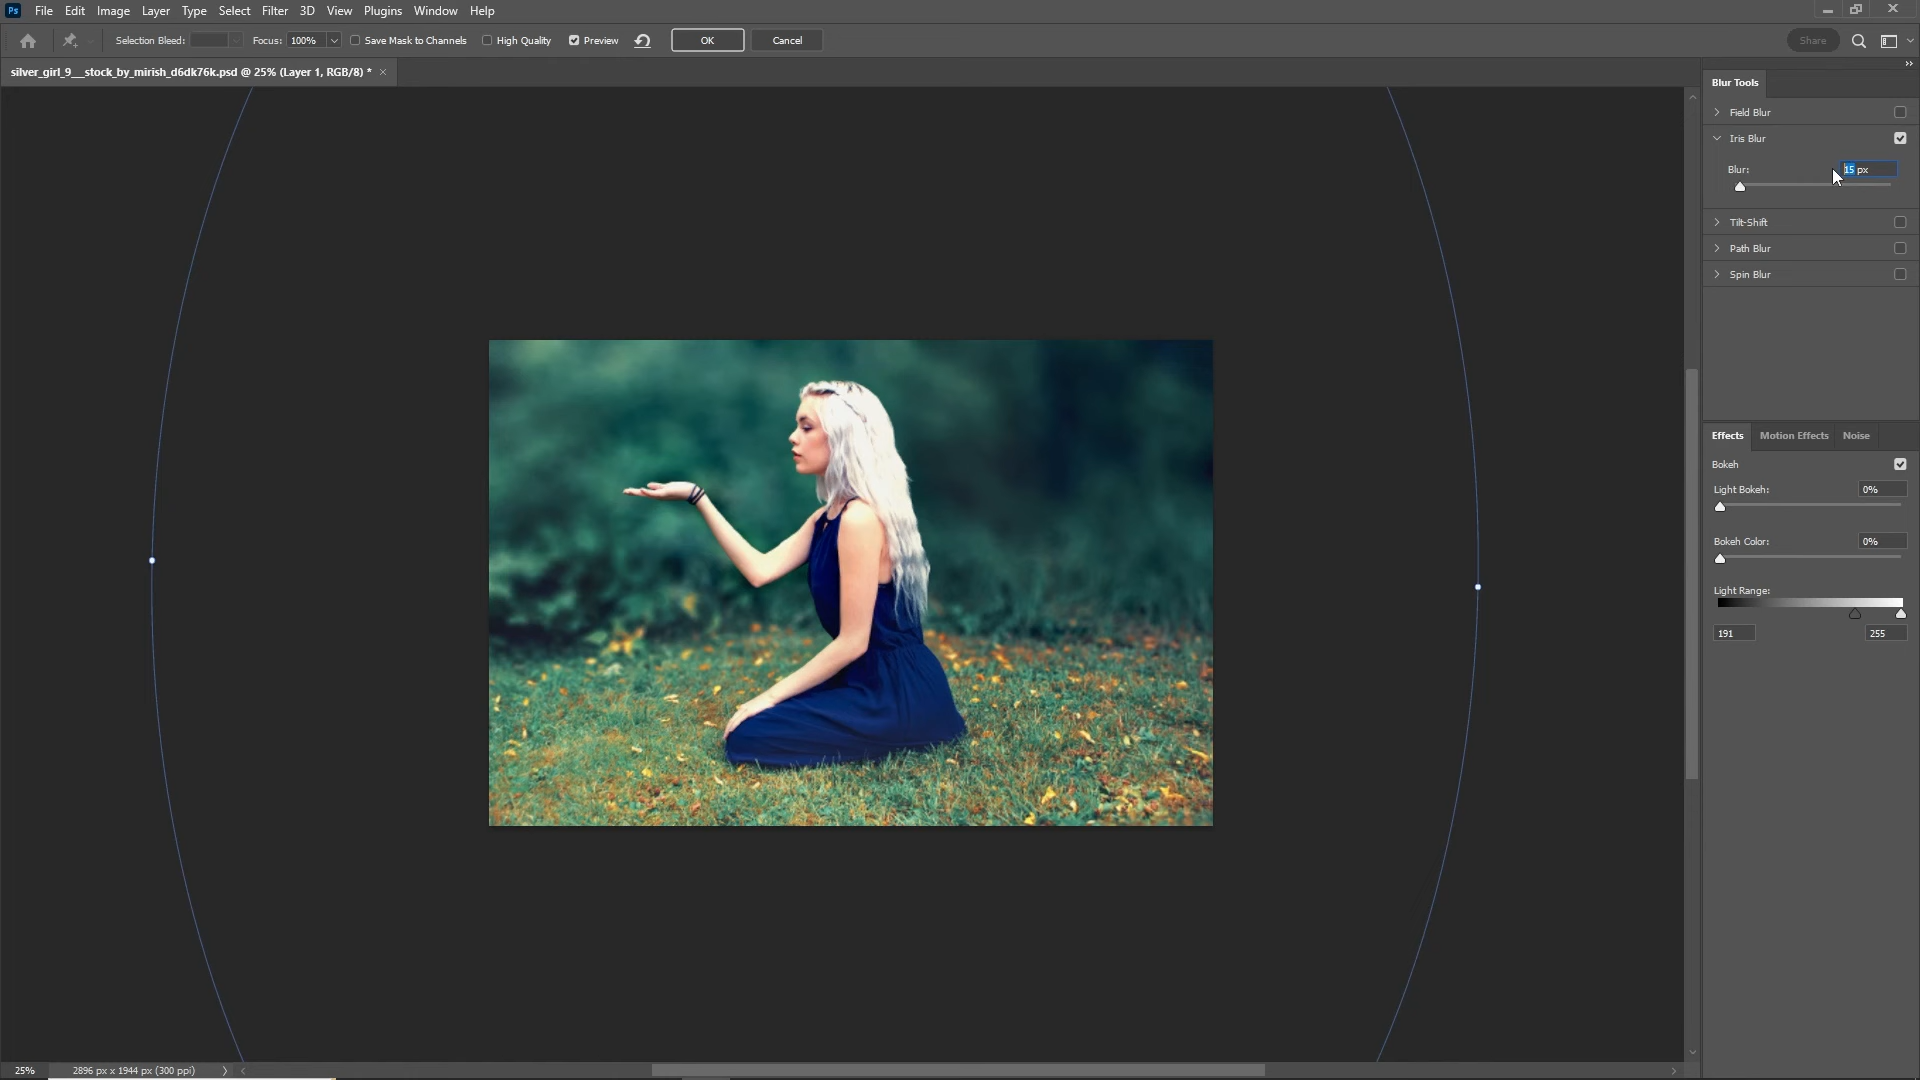 Ps File Edit Image Layer Type Select Filter 3D View Plugins Window Help
Selection Bleed: Focus: 100% Save Mask to Channels High Quality Preview OK Cancel Share
silver_girl_9__stock_by_mirish_d6dk76k.psd @ 25% (Layer 1, RGB/8) * ×
Blur Tools
Field Blur
Iris Blur
Blur: 15 px
Tilt-Shift
Path Blur
Spin Blur
Effects Motion Effects Noise
Bokeh
Light Bokeh: 0%
Bokeh Color: 0%
Light Range:
191 255
25% 2896 px x 1944 px (300 ppi)